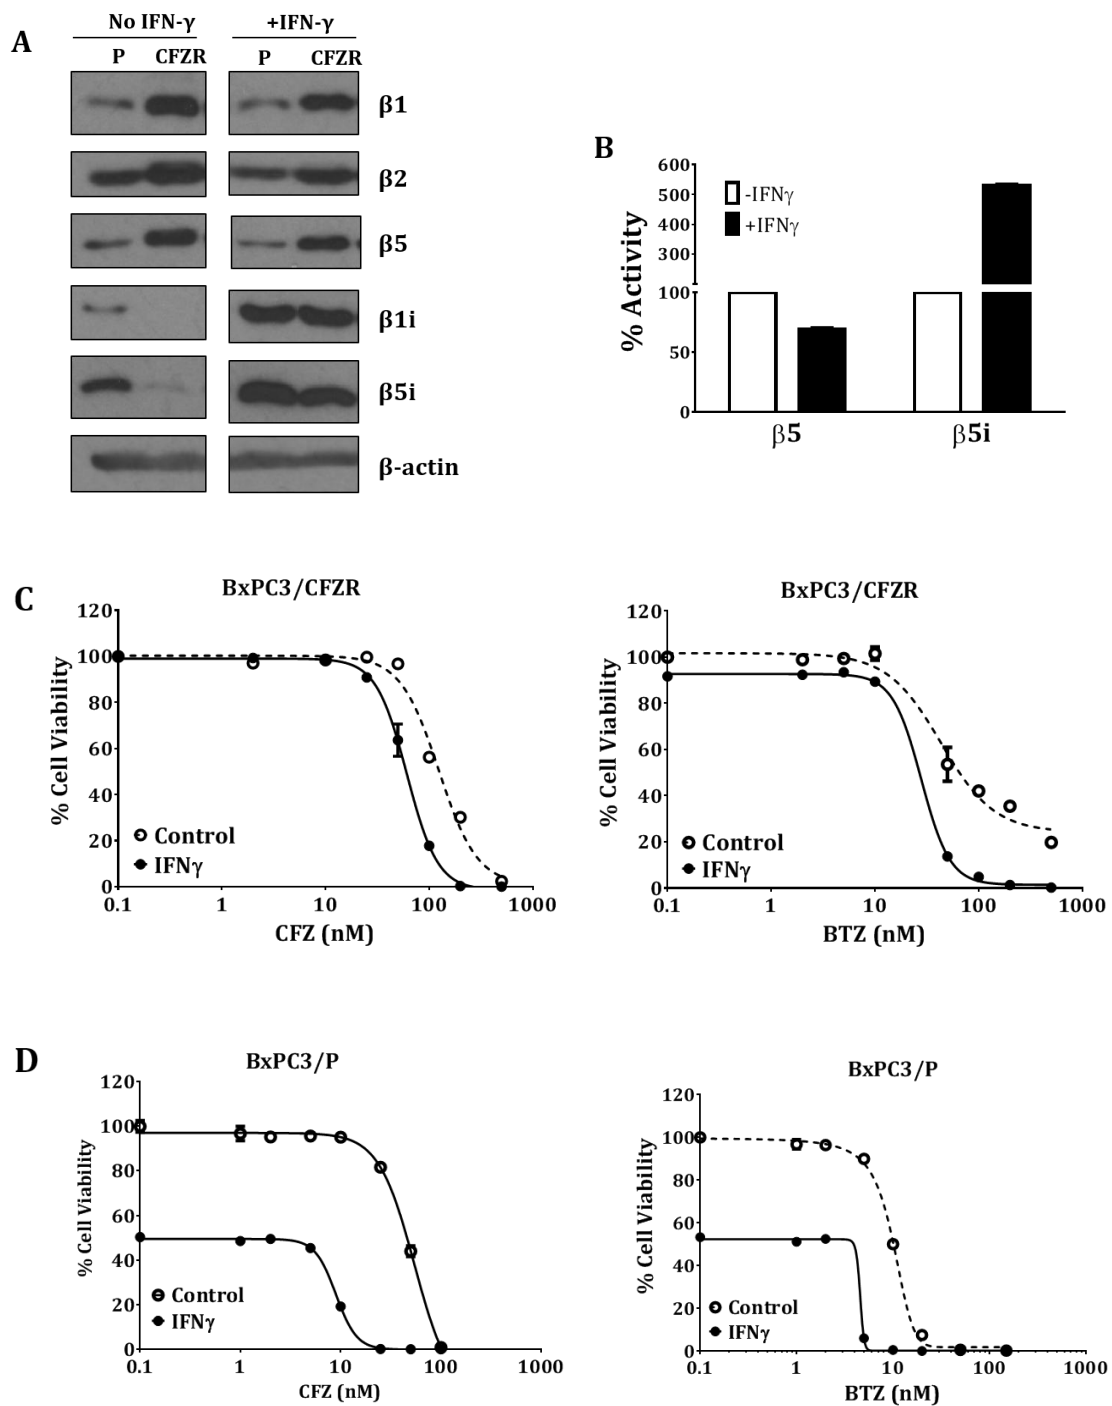 A
No IFN-γ
+IFN-γ
P
CFZR
P
CFZR
β1
β2
β5
β1i
β5i
β-actin
B
% Activity
600
500
400
300
100
50
0
-IFNγ
+IFNγ
β5
β5i
C
BxPC3/CFZR
% Cell Viability
120
100
80
60
40
20
0
Control
IFNγ
0.1
1
10
100
1000
CFZ (nM)
BxPC3/CFZR
% Cell Viability
120
100
80
60
40
20
0
Control
IFNγ
0.1
1
10
100
1000
BTZ (nM)
D
BxPC3/P
% Cell Viability
120
100
80
60
40
20
0
Control
IFNγ
0.1
1
10
100
1000
CFZ (nM)
BxPC3/P
% Cell Viability
120
100
80
60
40
20
0
Control
IFNγ
0.1
1
10
100
1000
BTZ (nM)